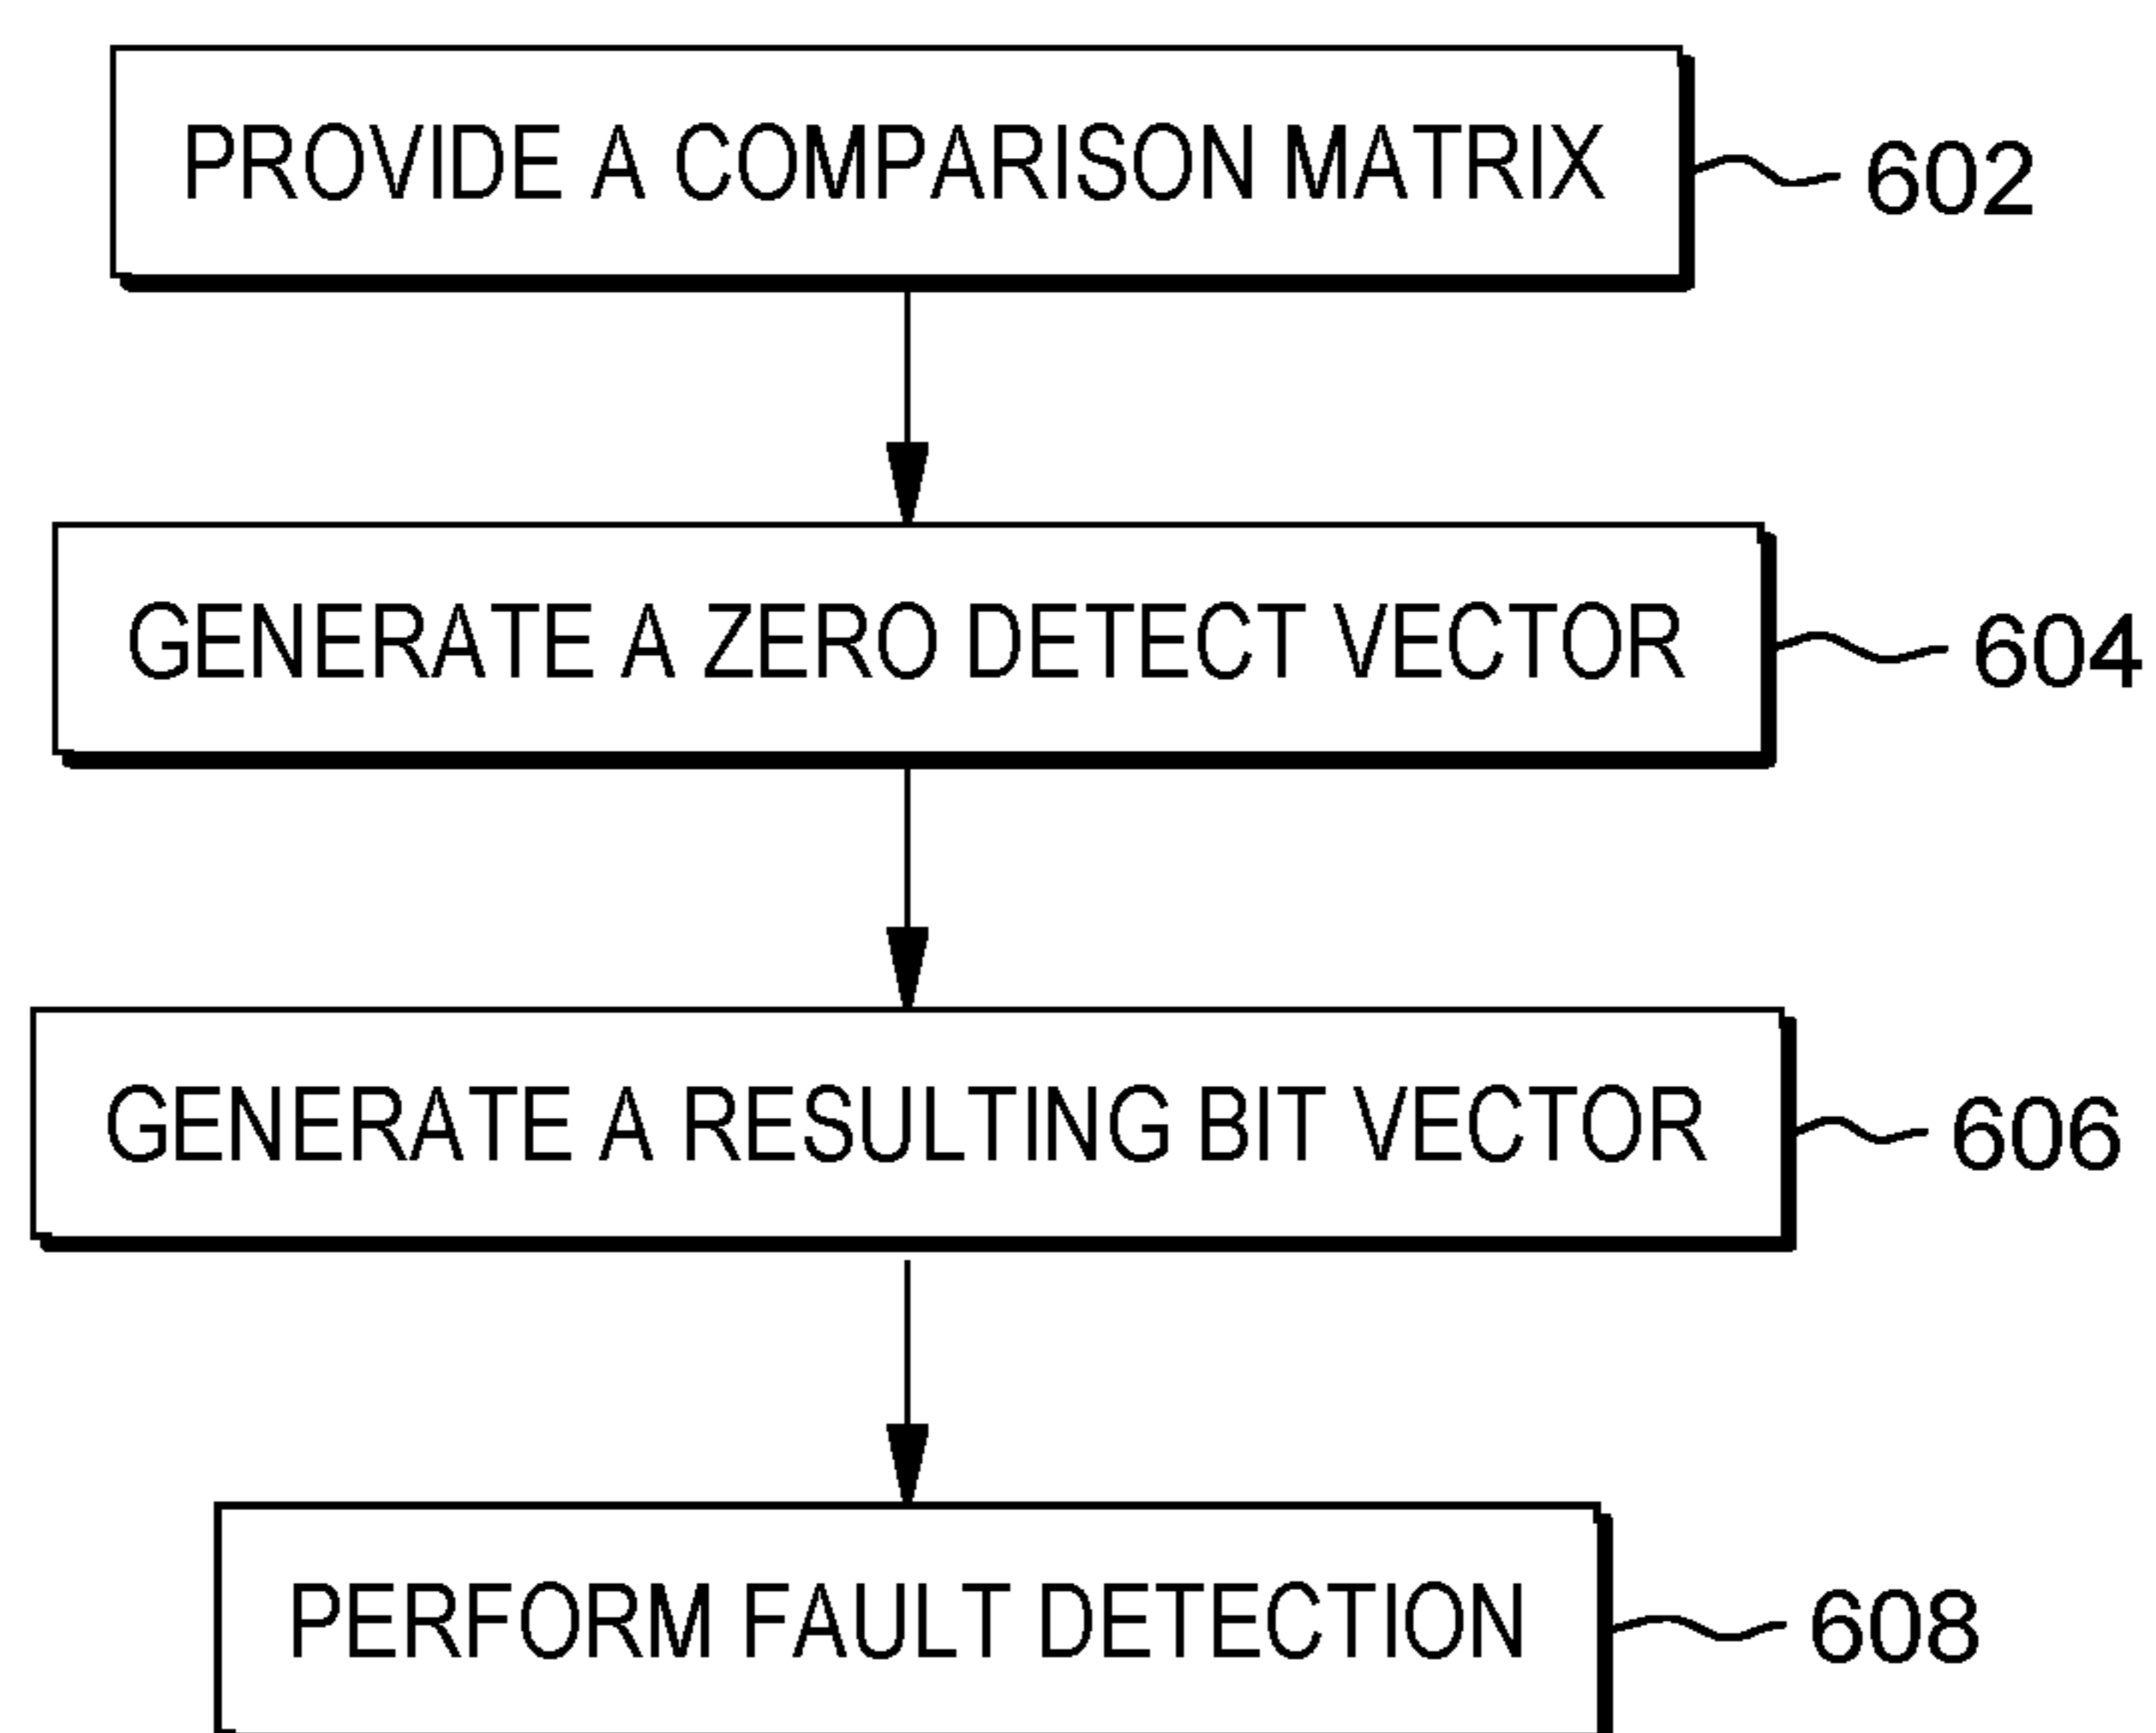 PROVIDE A COMPARISON MATRIX 602
GENERATE A ZERO DETECT VECTOR 604
GENERATE A RESULTING BIT VECTOR 606
PERFORM FAULT DETECTION 608